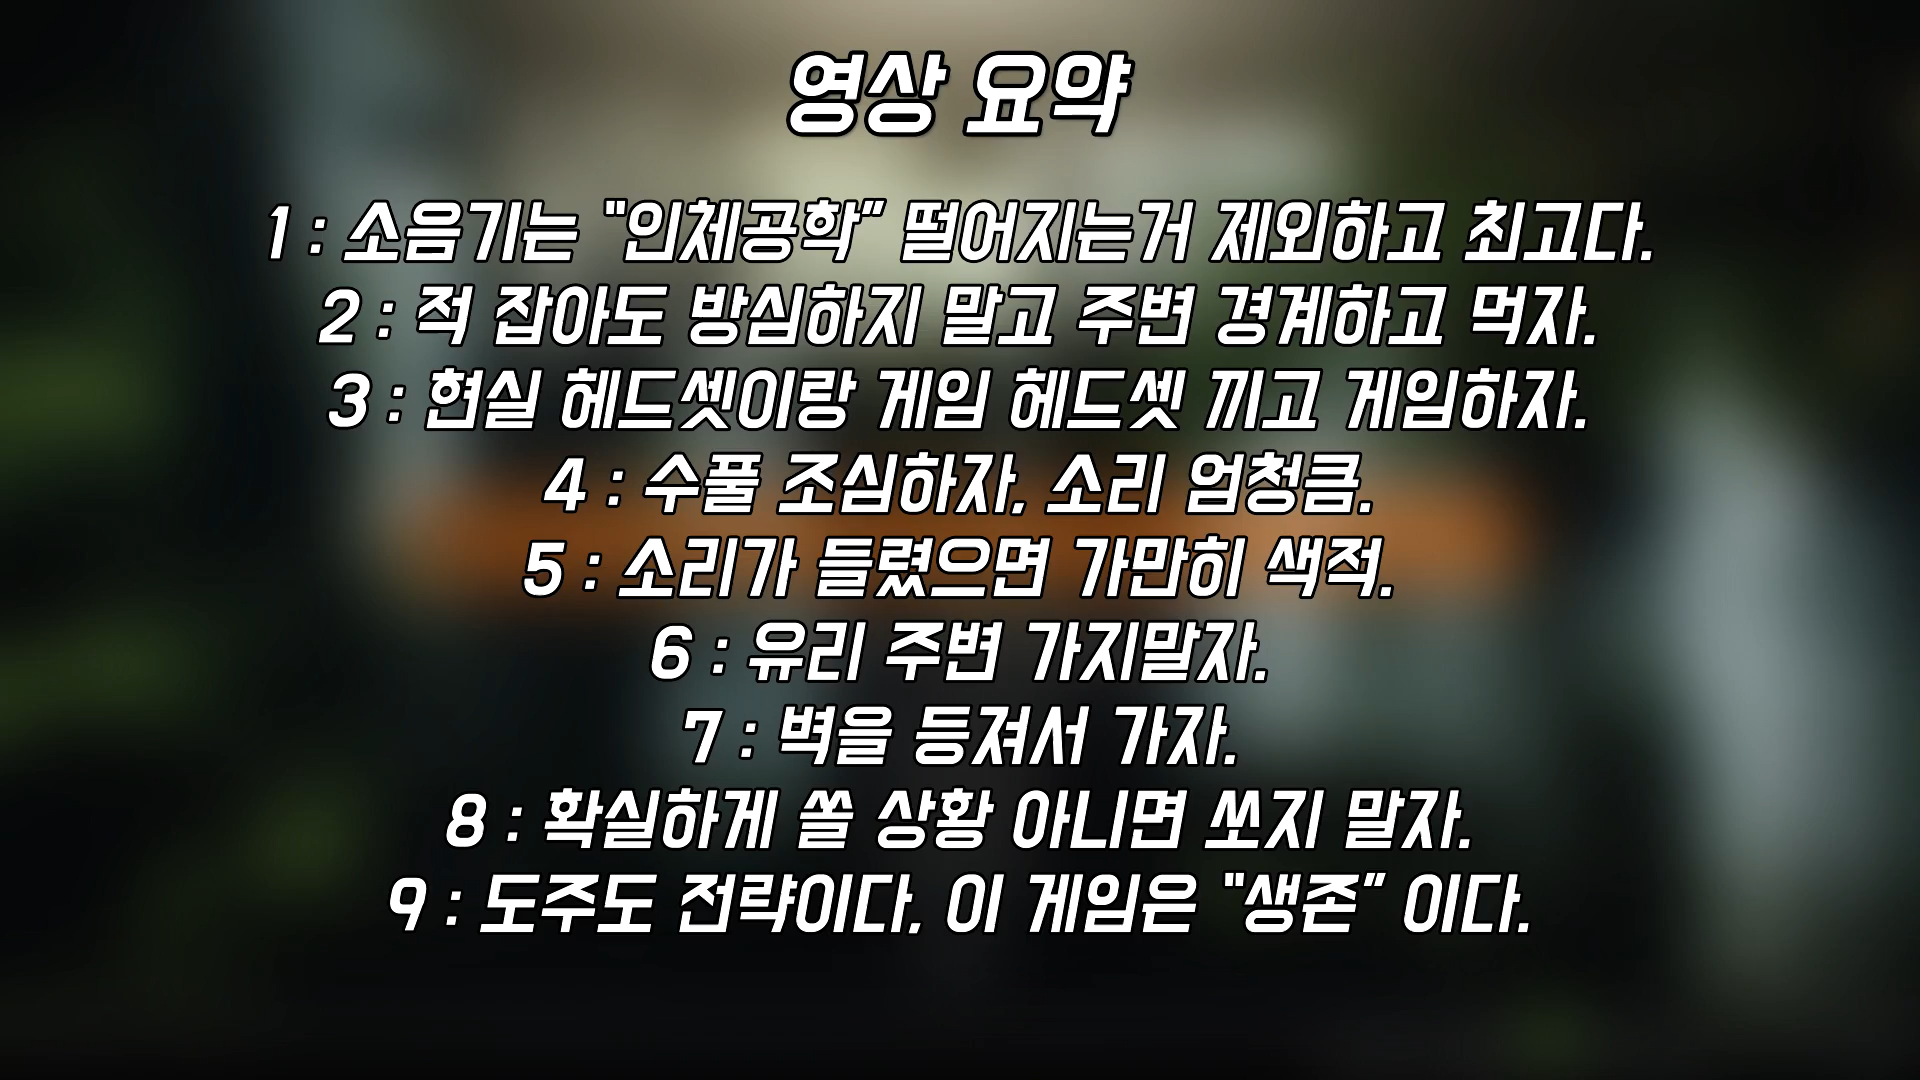 영상 요약
1 : 소음기는 "인체공학" 떨어지는거 제외하고 최고다.
2 : 적 잡아도 방심하지 말고 주변 경계하고 먹자.
3 : 현실 헤드셋이랑 게임 헤드셋 끼고 게임하자.
4 : 수풀 조심하자, 소리 엄청큼.
5 : 소리가 들렸으면 가만히 색적.
6 : 유리 주변 가지말자.
7 : 벽을 등져서 가자.
8 : 확실하게 쏠 상황 아니면 쏘지 말자.
9 : 도주도 전략이다, 이 게임은 "생존" 이다.